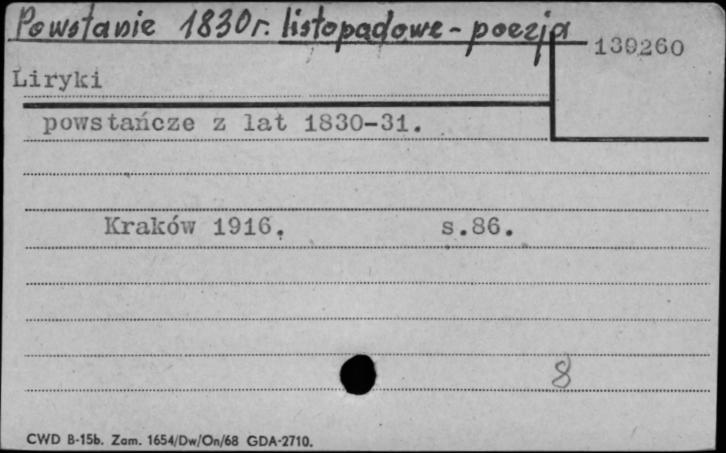 Powstanie 1830r. listopadowe - poezja
139260
Liryki
powstańcze z lat 1830-31.
Kraków 1916. s.86.
8
CWD B-15b. Zam. 1654/Dw/On/68 GDA-2710.